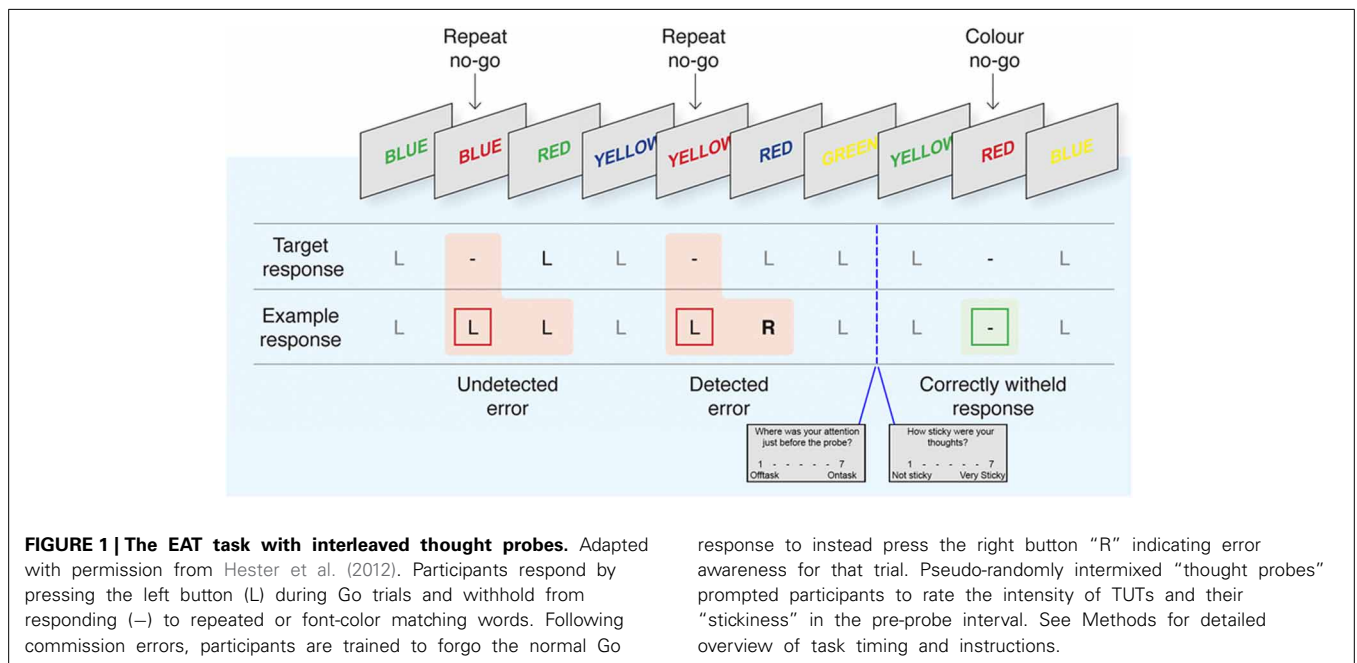 Repeat
no-go
Repeat
no-go
Colour
no-go
BLUE BLUE RED YELLOW YELLOW RED GREEN YELLOW RED BLUE
Target
response
L - L L - L L L - L
Example
response
L L L L L R L L - L
Undetected
error
Detected
error
Correctly witheld
response
Where was your attention
just before the probe?
1 - - - - - 7
Offtask Ontask
How sticky were your
thoughts?
1 - - - - - 7
Not sticky Very Sticky
FIGURE 1 | The EAT task with interleaved thought probes. Adapted
with permission from Hester et al. (2012). Participants respond by
pressing the left button (L) during Go trials and withhold from
responding (−) to repeated or font-color matching words. Following
commission errors, participants are trained to forgo the normal Go
response to instead press the right button “R” indicating error
awareness for that trial. Pseudo-randomly intermixed “thought probes”
prompted participants to rate the intensity of TUTs and their
“stickiness” in the pre-probe interval. See Methods for detailed
overview of task timing and instructions.